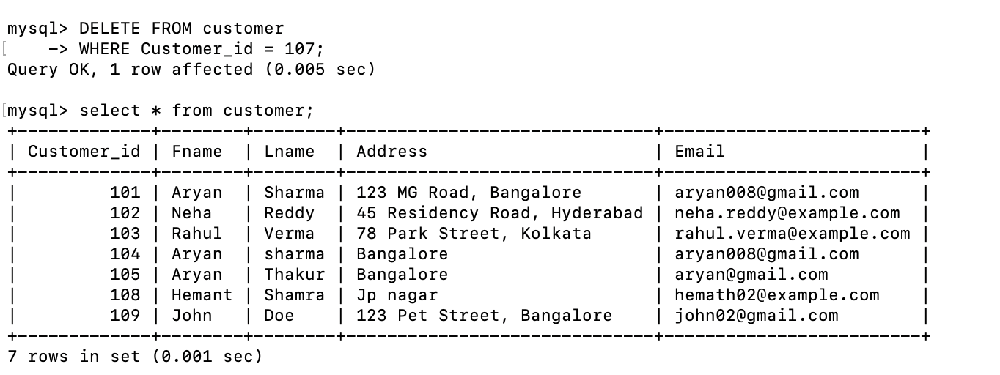 mysql> DELETE FROM customer
[    -> WHERE Customer_id = 107;
Query OK, 1 row affected (0.005 sec)

[mysql> select * from customer;
+-------------+--------+--------+------------------------------+-------------------------+
| Customer_id | Fname  | Lname  | Address                      | Email                   |
+-------------+--------+--------+------------------------------+-------------------------+
|         101 | Aryan  | Sharma | 123 MG Road, Bangalore       | aryan008@gmail.com      |
|         102 | Neha   | Reddy  | 45 Residency Road, Hyderabad | neha.reddy@example.com  |
|         103 | Rahul  | Verma  | 78 Park Street, Kolkata      | rahul.verma@example.com |
|         104 | Aryan  | sharma | Bangalore                    | aryan008@gmail.com      |
|         105 | Aryan  | Thakur | Bangalore                    | aryan@gmail.com         |
|         108 | Hemant | Shamra | Jp nagar                     | hemath02@example.com    |
|         109 | John   | Doe    | 123 Pet Street, Bangalore    | john02@gmail.com        |
+-------------+--------+--------+------------------------------+-------------------------+
7 rows in set (0.001 sec)